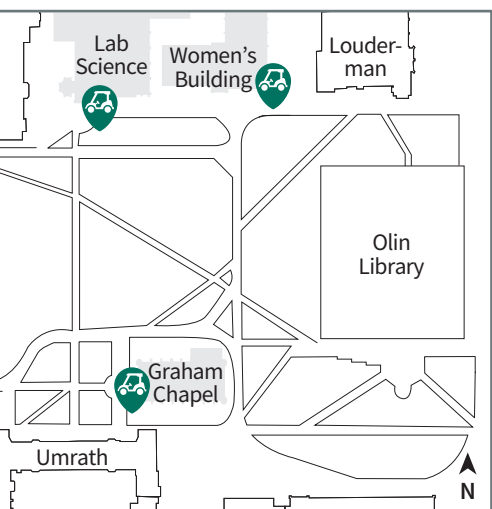 Lab
Science
Women’s
Building
Louder-
man
Olin
Library
Graham
Chapel
Umrath
N